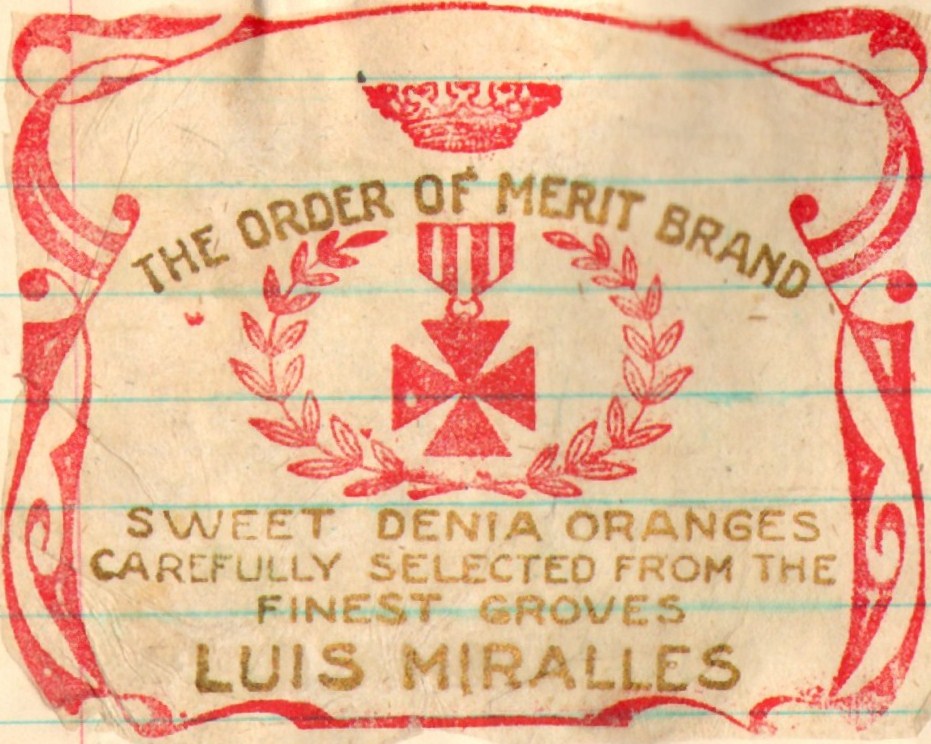 THE ORDER OF MERIT BRAND
SWEET DENIA ORANGES
CAREFULLY SELECTED FROM THE
FINEST GROVES
LUIS MIRALLES